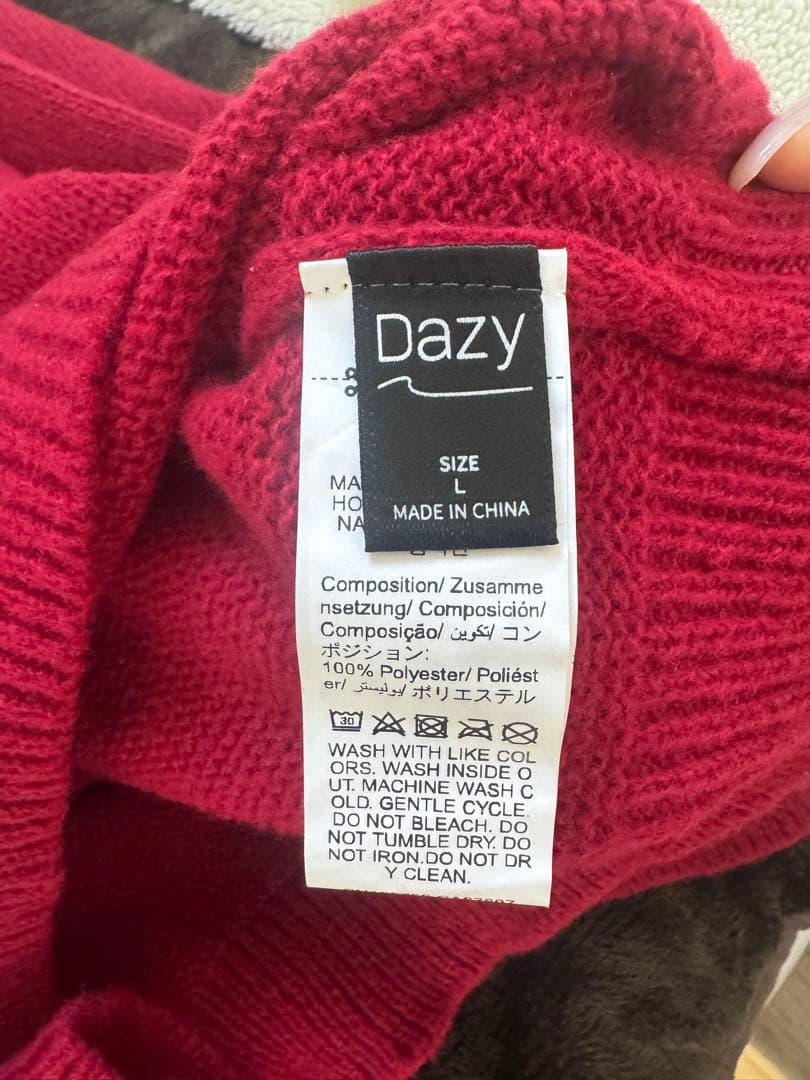 Dazy
SIZE
L
MADE IN CHINA
MA
HO
NA
Composition/ Zusamme
nsetzung/ Composición/
Composição/ تكوين/ コン
ポジション:
100% Polyester/ Poliést
er/ بوليستر/ ポリエステル
30
WASH WITH LIKE COL
ORS. WASH INSIDE O
UT. MACHINE WASH C
OLD. GENTLE CYCLE.
DO NOT BLEACH. DO
NOT TUMBLE DRY. DO
NOT IRON.DO NOT DR
Y CLEAN.